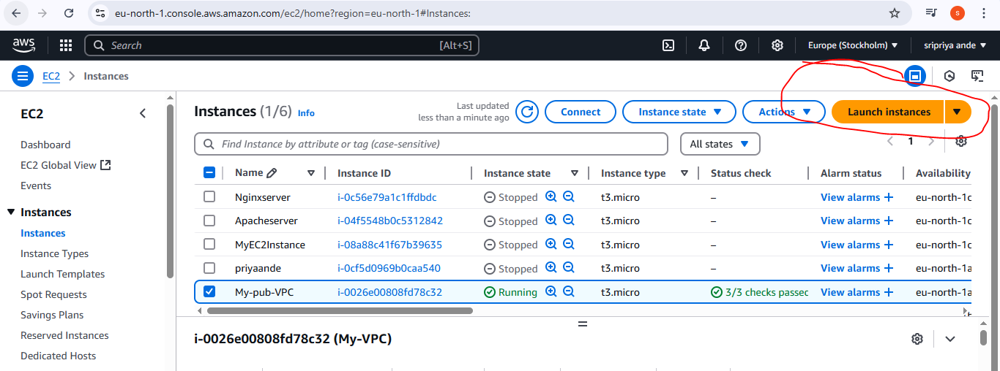 eu-north-1.console.aws.amazon.com/ec2/home?region=eu-north-1#Instances:
s
aws
Search [Alt+S] Europe (Stockholm) sripriya ande
EC2 > Instances
EC2
Dashboard
EC2 Global View
Events
Instances
Instances
Instance Types
Launch Templates
Spot Requests
Savings Plans
Reserved Instances
Dedicated Hosts
Instances (1/6) Info
Last updated
less than a minute ago
Connect Instance state Actions Launch instances
Find Instance by attribute or tag (case-sensitive) All states 1
Name Instance ID Instance state Instance type Status check Alarm status Availability
Nginxserver i-0c56e79a1c1ffdbdc Stopped t3.micro – View alarms + eu-north-1c
Apacheserver i-04f5548b0c5312842 Stopped t3.micro – View alarms + eu-north-1c
MyEC2Instance i-08a88c41f67b39635 Stopped t3.micro – View alarms + eu-north-1c
priyaande i-0cf5d0969b0caa540 Stopped t3.micro – View alarms + eu-north-1a
My-pub-VPC i-0026e00808fd78c32 Running t3.micro 3/3 checks passec View alarms + eu-north-1a
i-0026e00808fd78c32 (My-VPC)